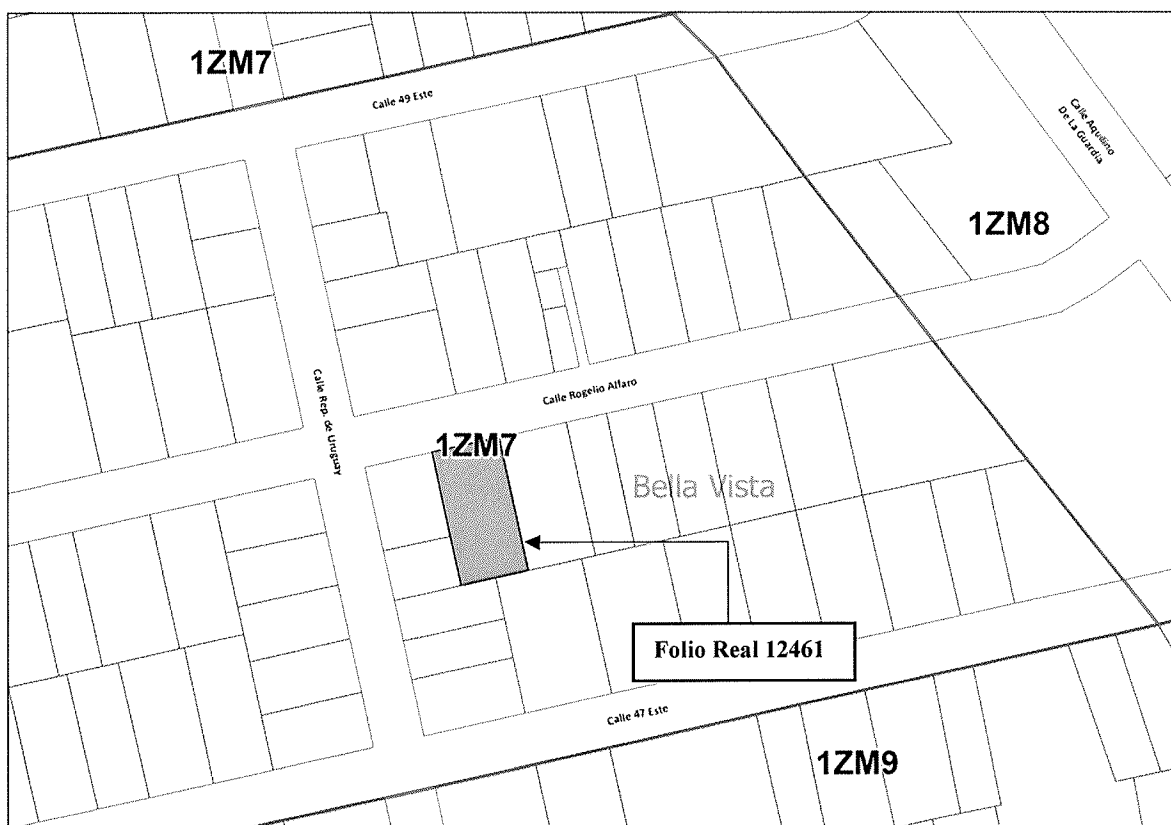 1ZM7
Calle 49 Este
Calle Aquilino
De La Guardia
1ZM8
Calle Rep. de Uruguay
Calle Rogelio Alfaro
1ZM7
Bella Vista
Folio Real 12461
Calle 47 Este
1ZM9